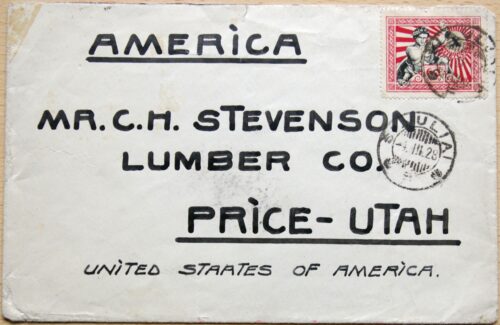 AMERICA
MR. C. H. STEVENSON
LUMBER CO.
PRICE - UTAH
UNITED STAATES OF AMERICA.